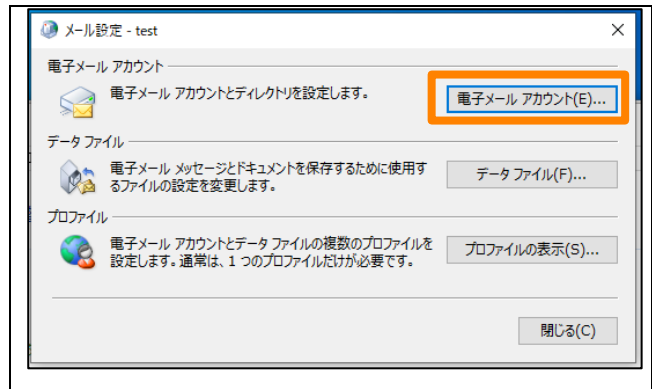 メール設定 - test
電子メール アカウント
電子メール アカウントとディレクトリを設定します。
電子メール アカウント(E)...
データ ファイル
電子メール メッセージとドキュメントを保存するために使用す
るファイルの設定を変更します。
データ ファイル(F)...
プロファイル
電子メール アカウントとデータ ファイルの複数のプロファイルを
設定します。通常は、1 つのプロファイルだけが必要です。
プロファイルの表示(S)...
閉じる(C)